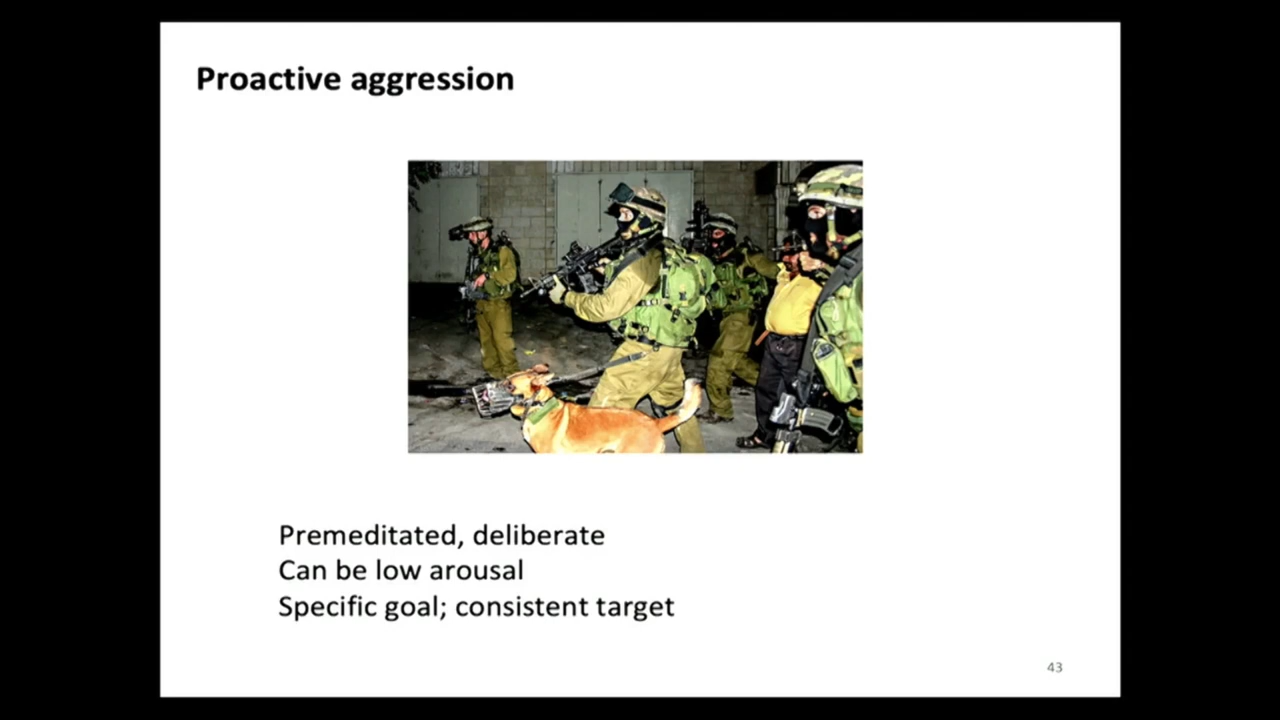 Proactive aggression
Premeditated, deliberate
Can be low arousal
Specific goal; consistent target
43